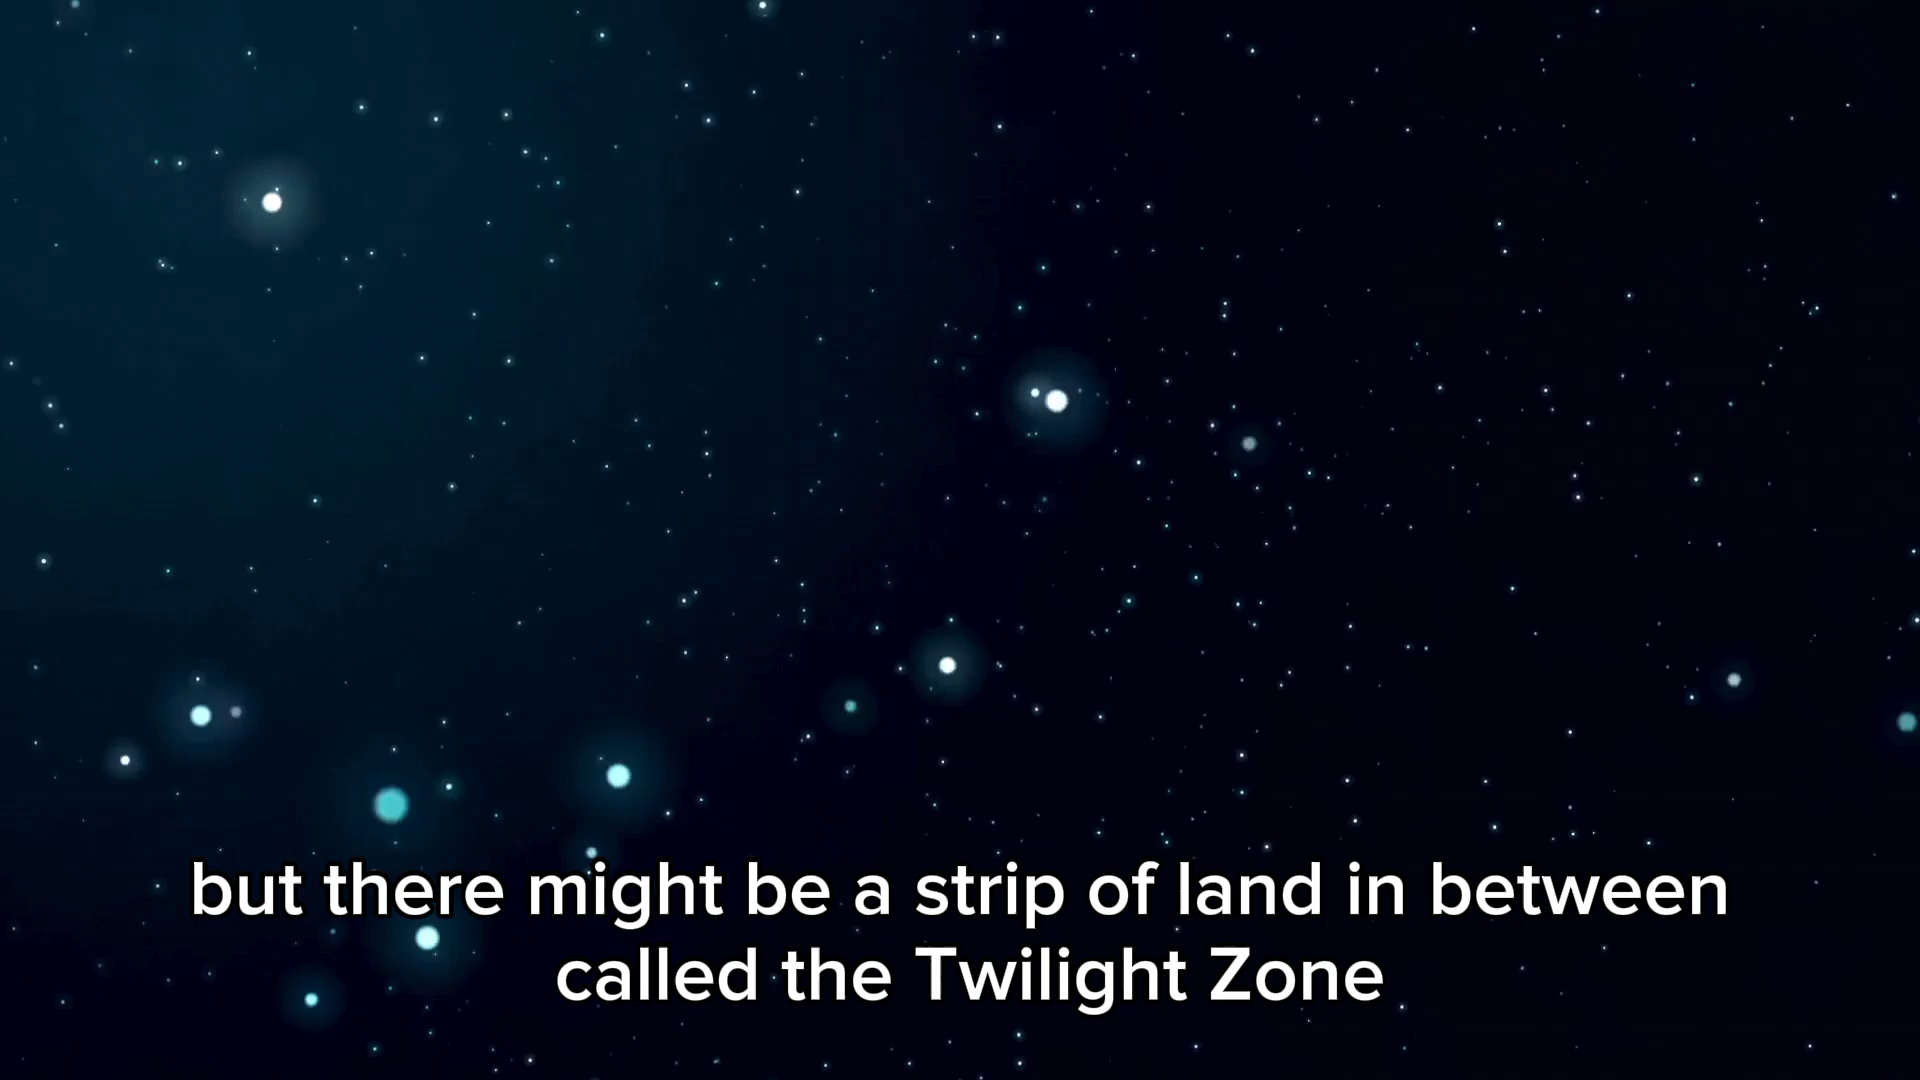 but there might be a strip of land in between
called the Twilight Zone